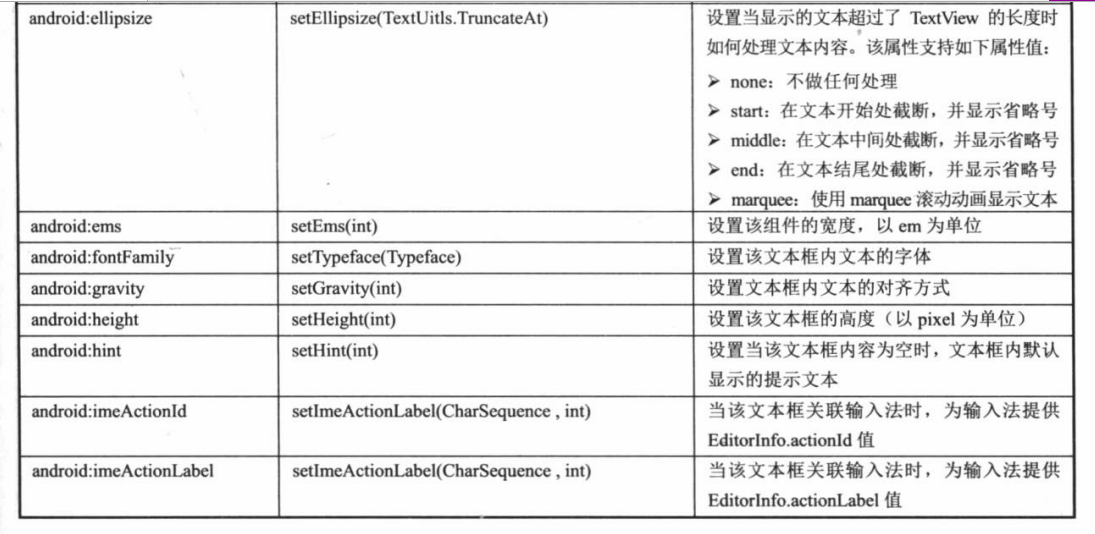 android:ellipsize setEllipsize(TextUitls.TruncateAt) 设置当显示的文本超过了 TextView 的长度时
如何处理文本内容。该属性支持如下属性值：
➢ none：不做任何处理
➢ start：在文本开始处截断，并显示省略号
➢ middle：在文本中间处截断，并显示省略号
➢ end：在文本结尾处截断，并显示省略号
➢ marquee：使用 marquee 滚动动画显示文本
android:ems setEms(int) 设置该组件的宽度，以 em 为单位
android:fontFamily setTypeface(Typeface) 设置该文本框内文本的字体
android:gravity setGravity(int) 设置文本框内文本的对齐方式
android:height setHeight(int) 设置该文本框的高度（以 pixel 为单位）
android:hint setHint(int) 设置当该文本框内容为空时，文本框内默认
显示的提示文本
android:imeActionId setImeActionLabel(CharSequence , int) 当该文本框关联输入法时，为输入法提供
EditorInfo.actionId 值
android:imeActionLabel setImeActionLabel(CharSequence , int) 当该文本框关联输入法时，为输入法提供
EditorInfo.actionLabel 值